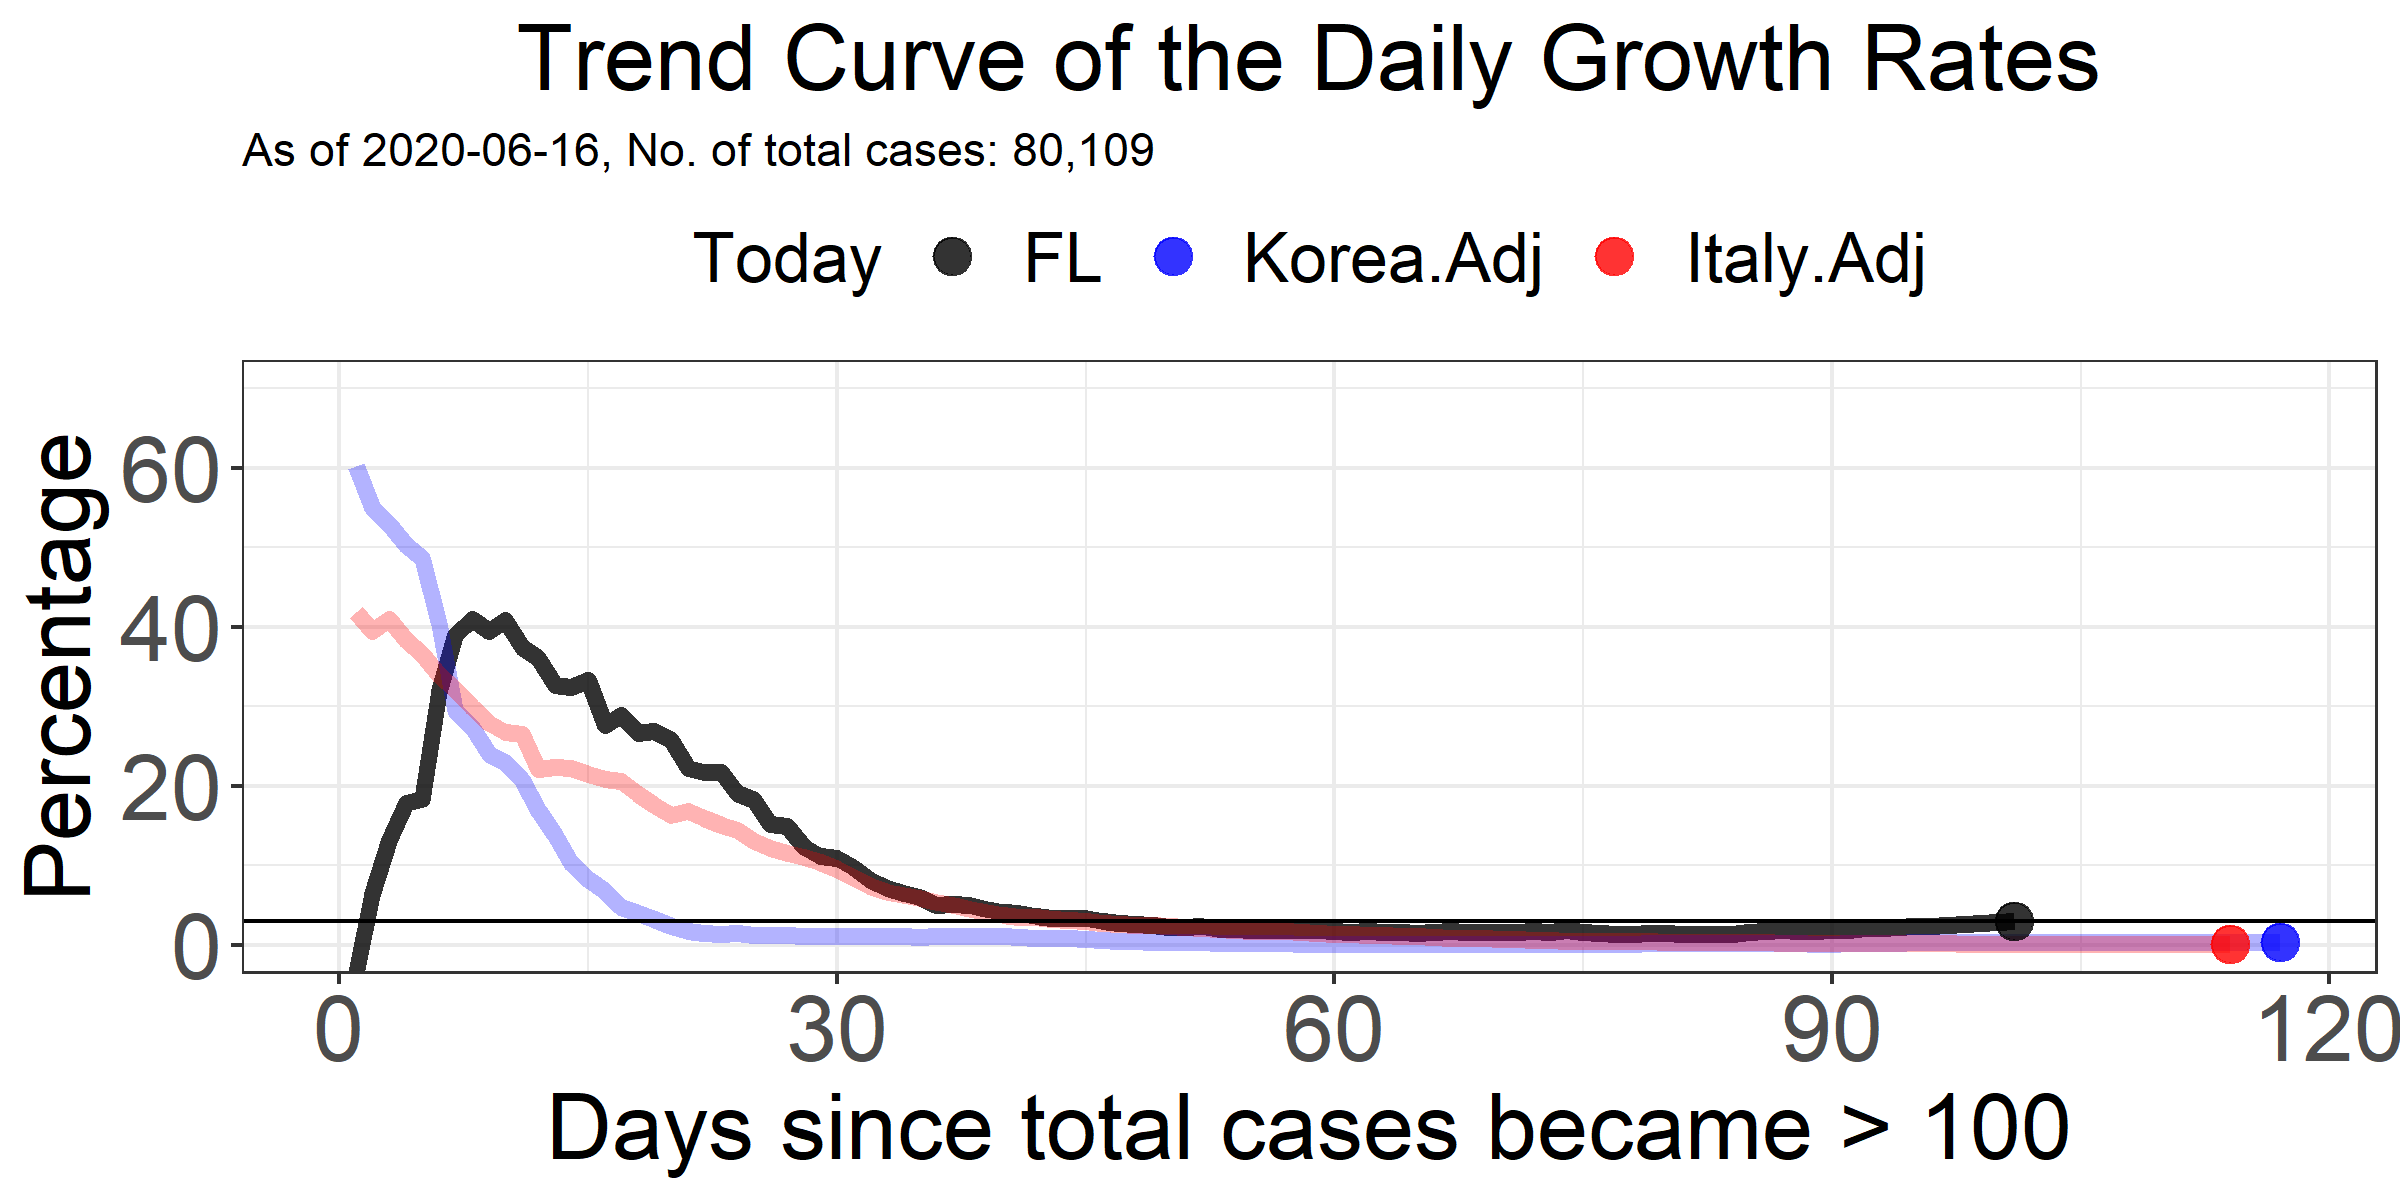 Trend Curve of the Daily Growth Rates
As of 2020-06-16, No. of total cases: 80,109
Today FL Korea.Adj Italy.Adj
Percentage
60
40
20
0
0 30 60 90 120
Days since total cases became > 100